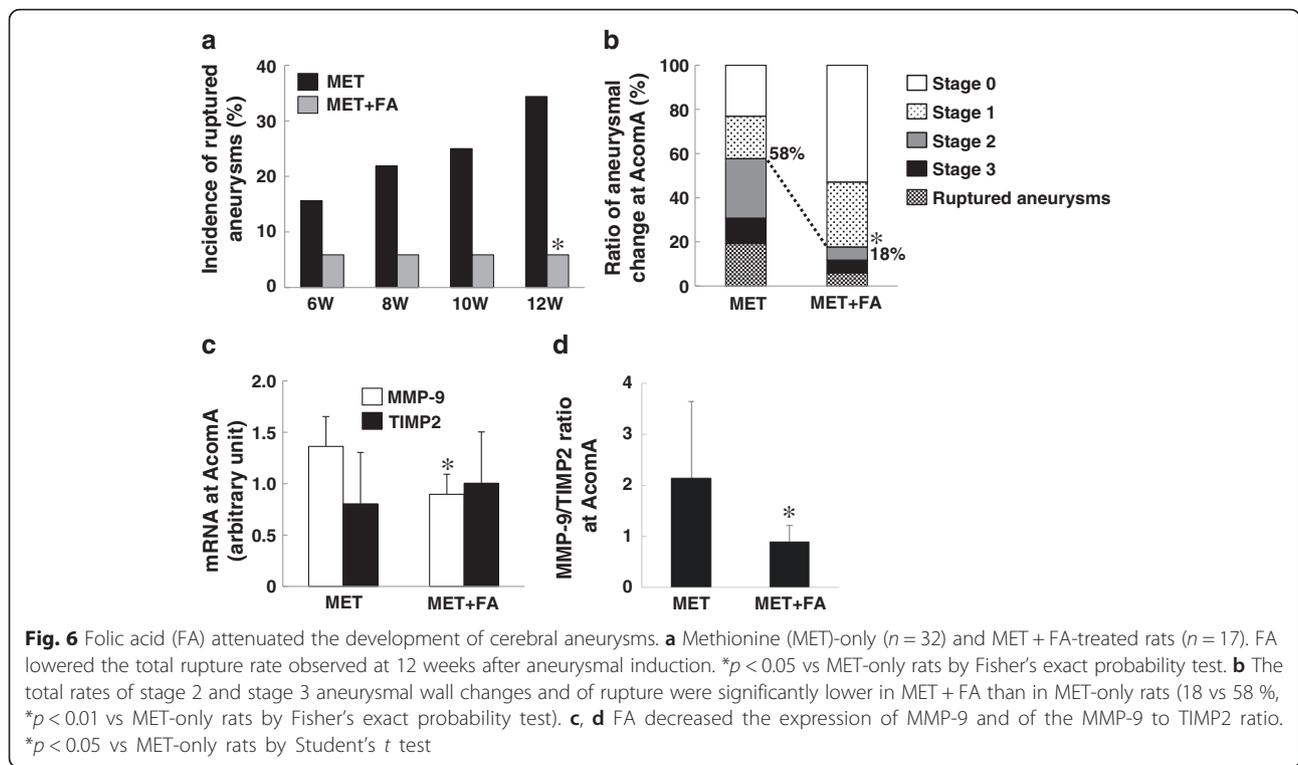 a
Incidence of ruptured
aneurysms (%)
40
30
20
10
0
MET
MET+FA
*
6W 8W 10W 12W
b
Ratio of aneurysmal
change at AcomA (%)
100
80
60
40
20
0
58%
*
18%
MET MET+FA
Stage 0
Stage 1
Stage 2
Stage 3
Ruptured aneurysms
c
mRNA at AcomA
(arbitrary unit)
2.0
1.5
1.0
0.5
0
MMP-9
TIMP2
*
MET MET+FA
d
MMP-9/TIMP2 ratio
at AcomA
4
3
2
1
0
*
MET MET+FA
Fig. 6 Folic acid (FA) attenuated the development of cerebral aneurysms. a Methionine (MET)-only (n = 32) and MET + FA-treated rats (n = 17). FA
lowered the total rupture rate observed at 12 weeks after aneurysmal induction. *p < 0.05 vs MET-only rats by Fisher's exact probability test. b The
total rates of stage 2 and stage 3 aneurysmal wall changes and of rupture were significantly lower in MET + FA than in MET-only rats (18 vs 58 %,
*p < 0.01 vs MET-only rats by Fisher's exact probability test). c, d FA decreased the expression of MMP-9 and of the MMP-9 to TIMP2 ratio.
*p < 0.05 vs MET-only rats by Student's t test